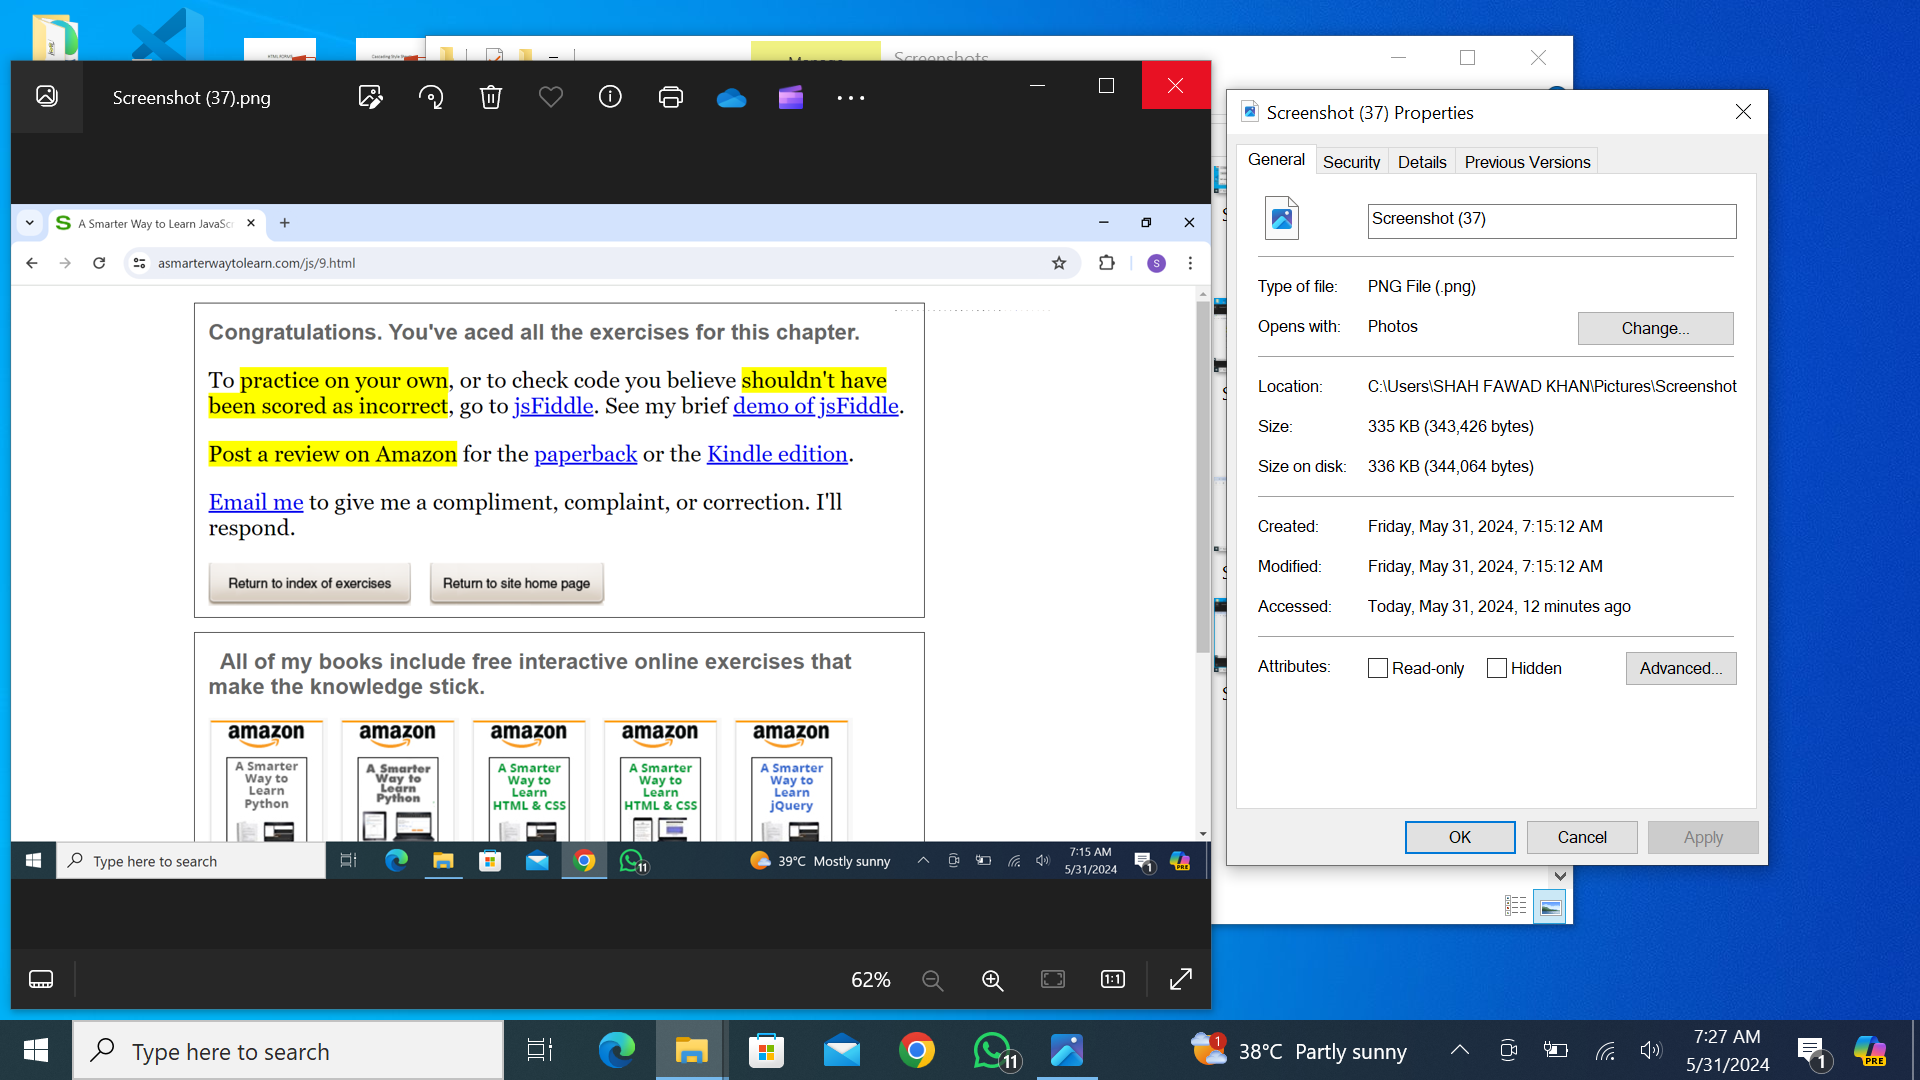 Screenshots
Screenshot (37).png
A Smarter Way to Learn JavaSc
asmarterwaytolearn.com/js/9.html
S
Congratulations. You've aced all the exercises for this chapter.
To practice on your own, or to check code you believe shouldn't have
been scored as incorrect, go to jsFiddle. See my brief demo of jsFiddle.
Post a review on Amazon for the paperback or the Kindle edition.
Email me to give me a compliment, complaint, or correction. I'll
respond.
Return to index of exercises
Return to site home page
All of my books include free interactive online exercises that
make the knowledge stick.
amazon
A Smarter
Way to
Learn
Python
amazon
A Smarter
Way to
Learn
Python
amazon
A Smarter
Way to
Learn
HTML & CSS
amazon
A Smarter
Way to
Learn
HTML & CSS
amazon
A Smarter
Way to
Learn
jQuery
Type here to search
11
39°C Mostly sunny
7:15 AM
5/31/2024
1
PRE
62%
1:1
Screenshot (37) Properties
General
Security
Details
Previous Versions
Screenshot (37)
Type of file: PNG File (.png)
Opens with: Photos
Change...
Location: C:\Users\SHAH FAWAD KHAN\Pictures\Screenshot
Size: 335 KB (343,426 bytes)
Size on disk: 336 KB (344,064 bytes)
Created: Friday, May 31, 2024, 7:15:12 AM
Modified: Friday, May 31, 2024, 7:15:12 AM
Accessed: Today, May 31, 2024, 12 minutes ago
Attributes: Read-only Hidden
Advanced...
OK
Cancel
Apply
Type here to search
11
1
38°C Partly sunny
7:27 AM
5/31/2024
1
PRE